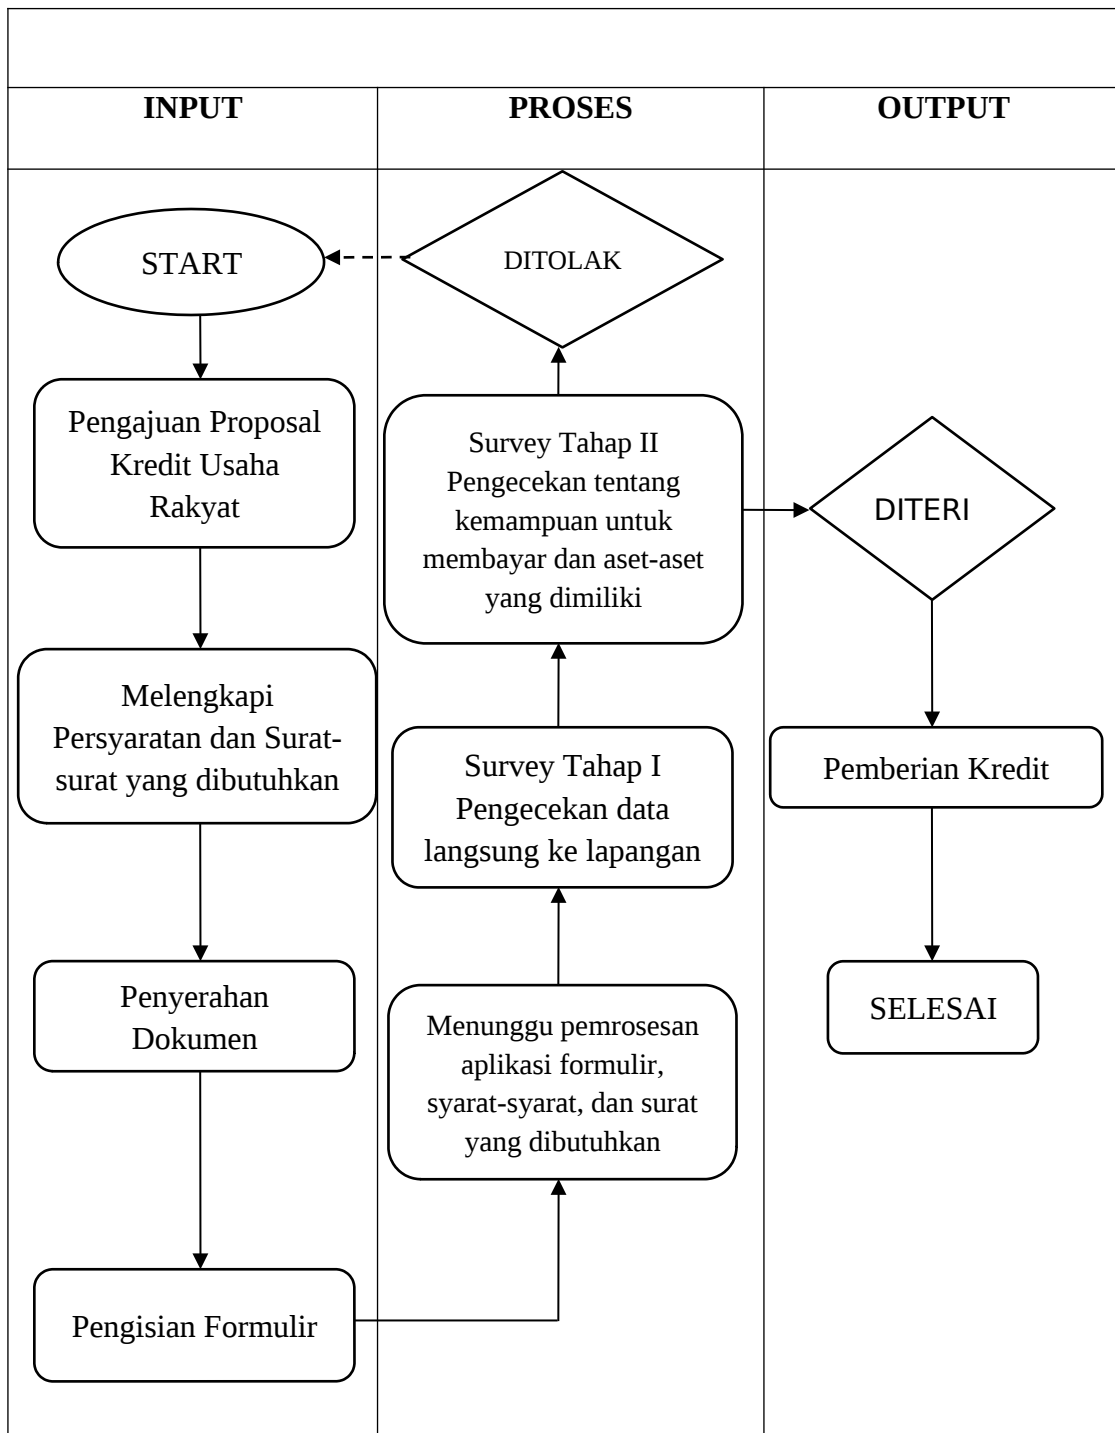 INPUT
PROSES
OUTPUT
START
Pengajuan Proposal
Kredit Usaha
Rakyat
Melengkapi
Persyaratan dan Surat-
surat yang dibutuhkan
Penyerahan
Dokumen
Pengisian Formulir
DITOLAK
Survey Tahap II
Pengecekan tentang
kemampuan untuk
membayar dan aset-aset
yang dimiliki
Survey Tahap I
Pengecekan data
langsung ke lapangan
Menunggu pemrosesan
aplikasi formulir,
syarat-syarat, dan surat
yang dibutuhkan
DITERI
Pemberian Kredit
SELESAI